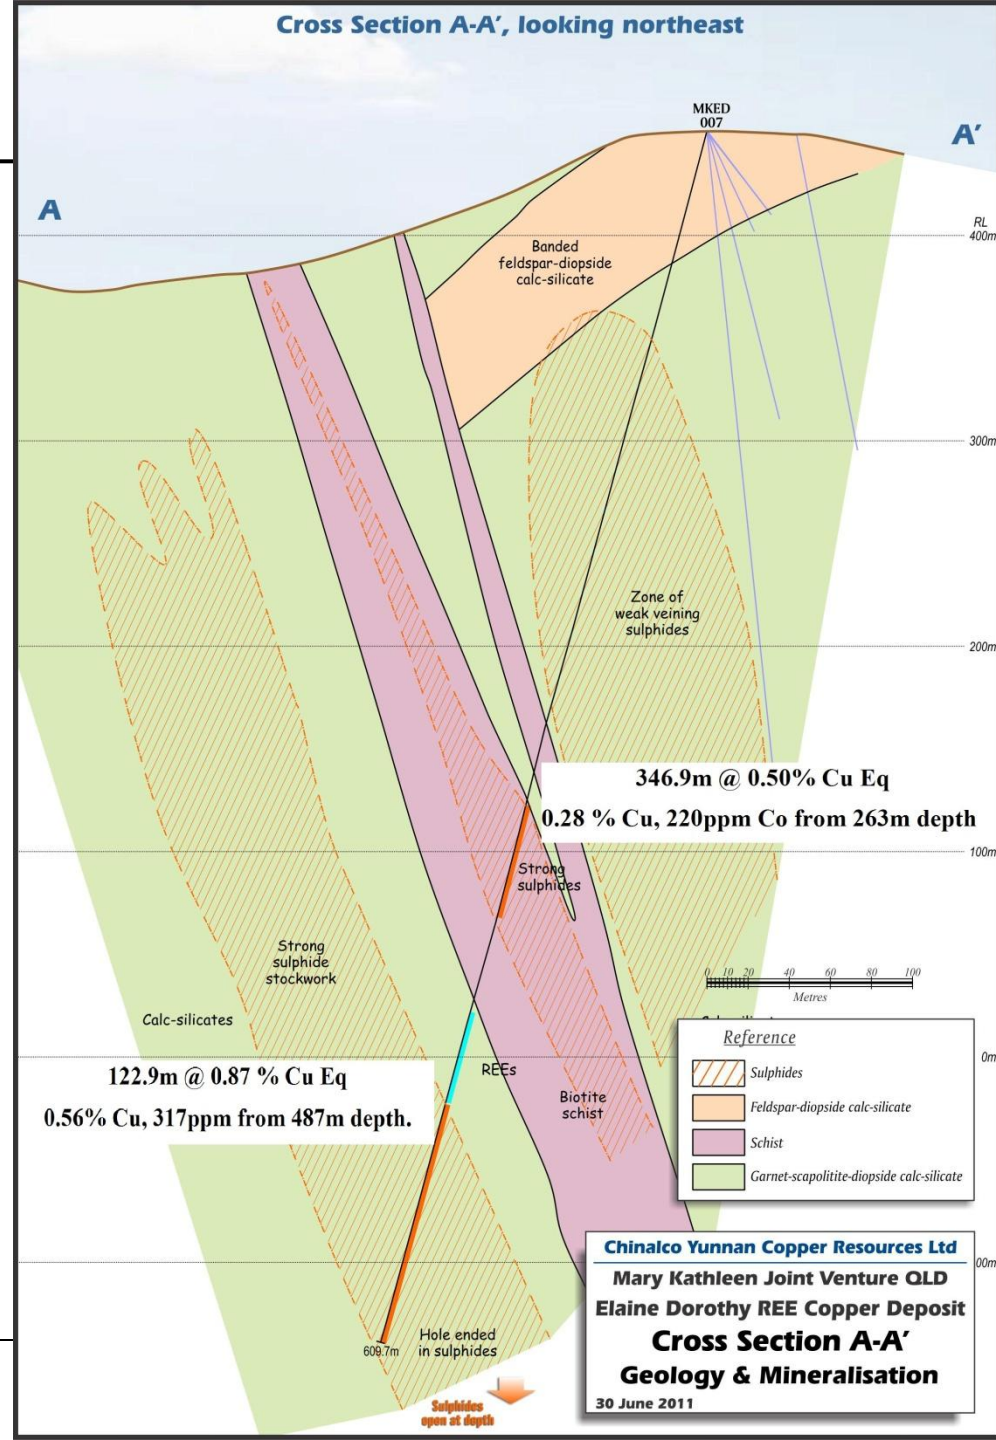 Cross Section A-A', looking northeast
MKED
007
A'
A
RL
400m
Banded
feldspar-diopside
calc-silicate
300m
Zone of
weak veining
sulphides
200m
346.9m @ 0.50% Cu Eq
0.28 % Cu, 220ppm Co from 263m depth
100m
Strong
sulphides
Strong
sulphide
stockwork
0 10 20 40 60 80 100
Metres
Calc-silicates
Reference
Sulphides
Feldspar-diopside calc-silicate
Schist
Garnet-scapolitite-diopside calc-silicate
0m
REEs
122.9m @ 0.87 % Cu Eq
0.56% Cu, 317ppm from 487m depth.
Biotite
schist
00m
Chinalco Yunnan Copper Resources Ltd
Mary Kathleen Joint Venture QLD
Elaine Dorothy REE Copper Deposit
Cross Section A-A'
Geology & Mineralisation
30 June 2011
Hole ended
in sulphides
609.7m
Sulphides
open at depth